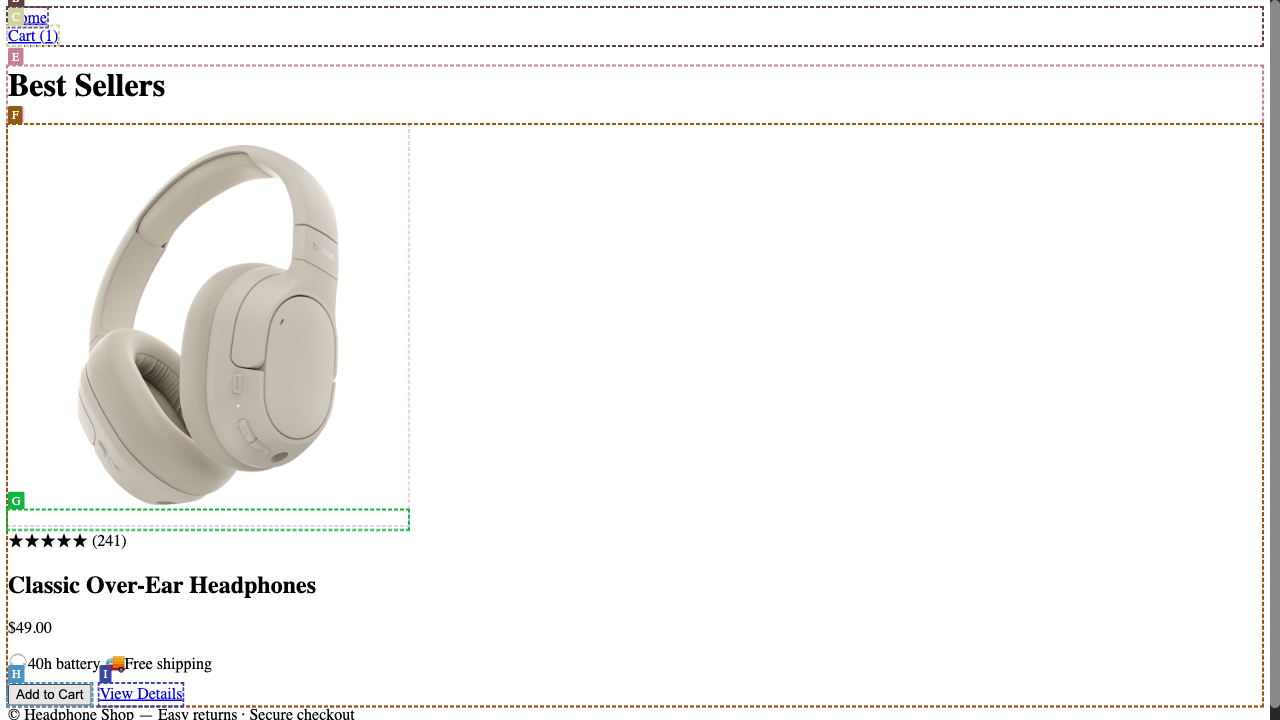 C
ome
Cart (1)
E
Best Sellers
F
G
★★★★★ (241)
Classic Over-Ear Headphones
$49.00
40h battery 🚚Free shipping
H I
Add to Cart View Details
© Headphone Shop — Easy returns · Secure checkout